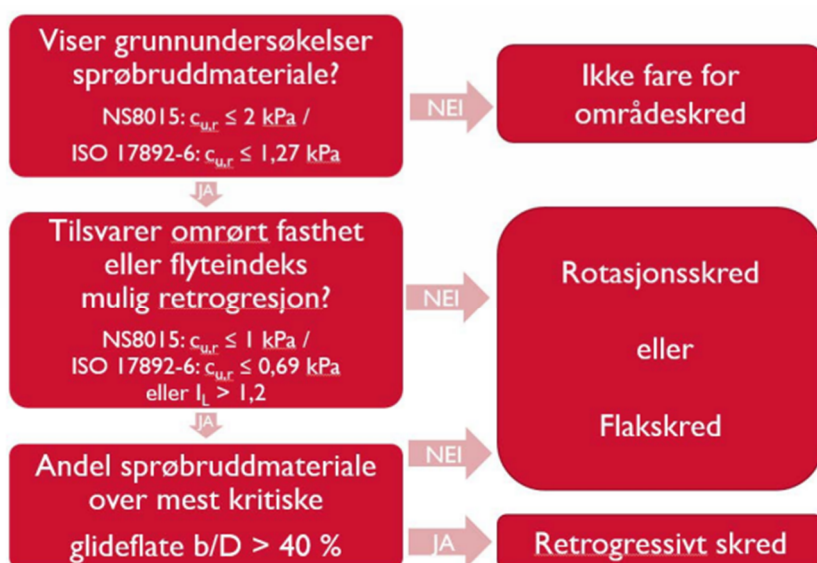 Viser grunnundersøkelser
sprøbruddmateriale?
NS8015: cu,r ≤ 2 kPa /
ISO 17892-6: cu,r ≤ 1,27 kPa
NEI
Ikke fare for
områdeskred
JA
Tilsvarer omrørt fasthet
eller flyteindeks
mulig retrogresjon?
NS8015: cu,r ≤ 1 kPa /
ISO 17892-6: cu,r ≤ 0,69 kPa
eller IL > 1,2
NEI
Rotasjonsskred
eller
Flakskred
JA
Andel sprøbruddmateriale
over mest kritiske
glideflate b/D > 40 %
NEI
JA
Retrogressivt skred